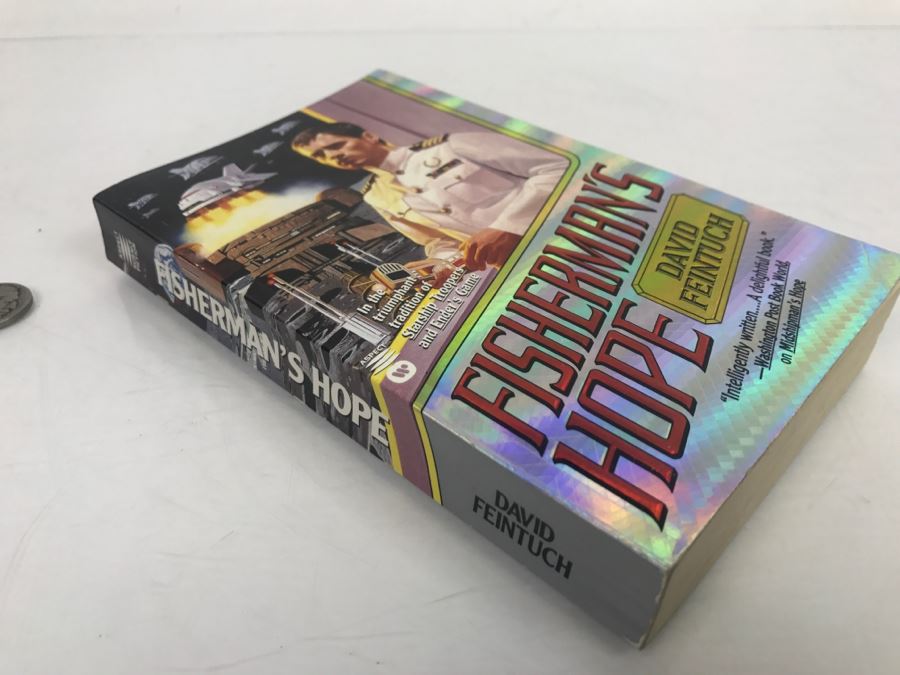 FISHERMAN'S
HOPE
DAVID
FEINTUCH
"Intelligently written...A delightful book."
—Washington Post Book World,
on Midshipman's Hope
In the
triumphant
tradition of
Starship Troopers
and Ender's Game
ASPECT
FISHERMAN'S HOPE
DAVID
FEINTUCH